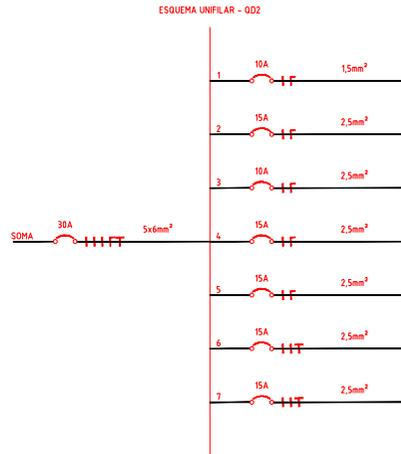 ESQUEMA UNIFILAR - QD2
1 10A 1,5mm²
2 15A 2,5mm²
3 10A 2,5mm²
SOMA 30A 5x6mm² 4 15A 2,5mm²
5 15A 2,5mm²
6 15A 2,5mm²
7 15A 2,5mm²